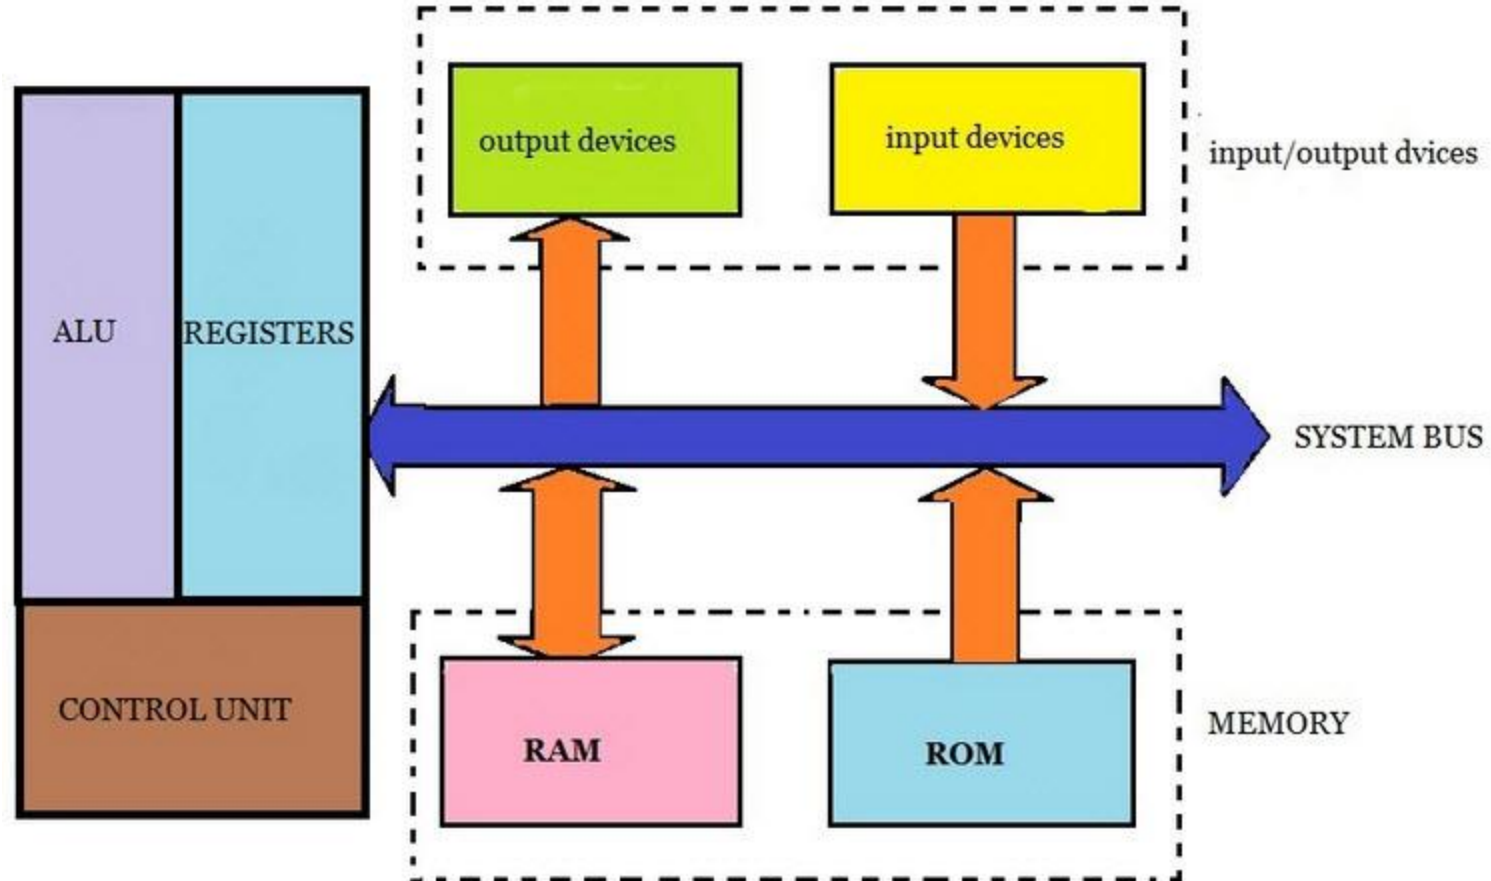 output devices
input devices
input/output dvices
ALU
REGISTERS
SYSTEM BUS
CONTROL UNIT
RAM
ROM
MEMORY